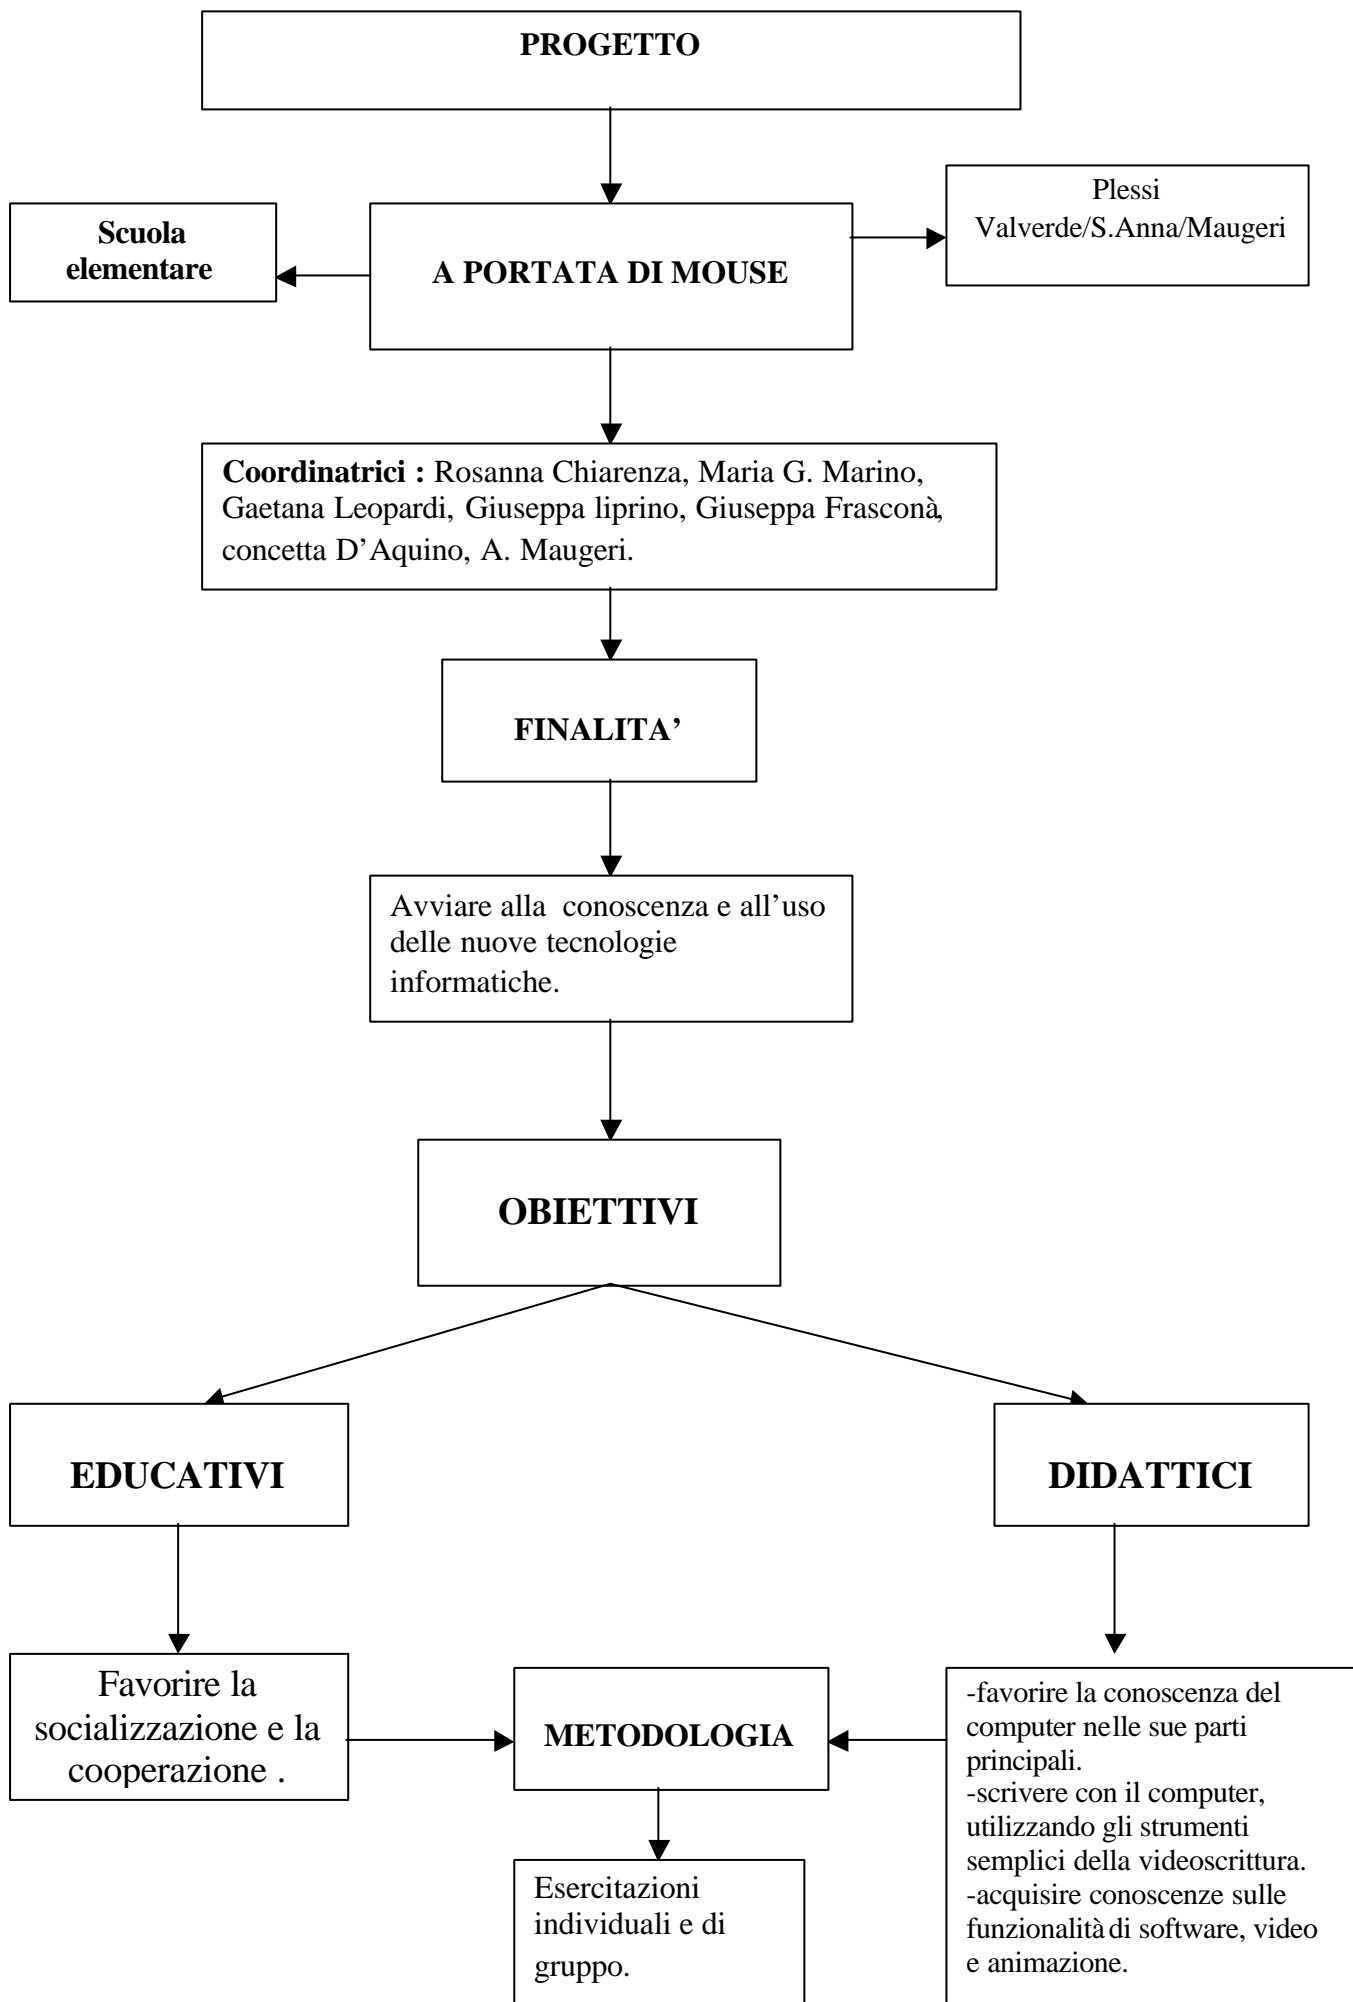 PROGETTO
Plessi
Valverde/S.Anna/Maugeri
Scuola
elementare
A PORTATA DI MOUSE
Coordinatrici : Rosanna Chiarenza, Maria G. Marino,
Gaetana Leopardi, Giuseppa liprino, Giuseppa Frasconà,
concetta D’Aquino, A. Maugeri.
FINALITA’
Avviare alla  conoscenza e all’uso
delle nuove tecnologie
informatiche.
OBIETTIVI
EDUCATIVI
DIDATTICI
Favorire la
socializzazione e la
cooperazione .
METODOLOGIA
-favorire la conoscenza del
computer nelle sue parti
principali.
-scrivere con il computer,
utilizzando gli strumenti
semplici della videoscrittura.
-acquisire conoscenze sulle
funzionalità di software, video
e animazione.
Esercitazioni
individuali e di
gruppo.